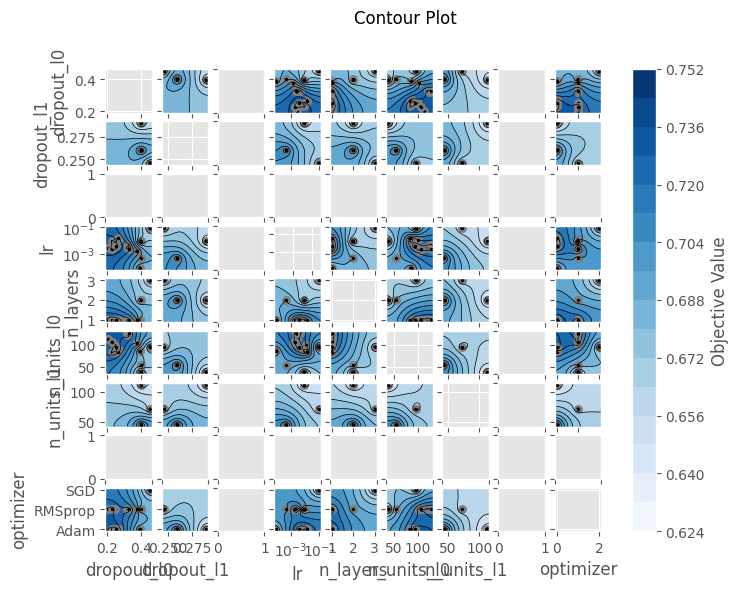 Contour Plot
dropout_l0
0.4
0.2
dropout_l1
0.275
0.250
1
0
lr
10⁻¹
10⁻³
n_layers
3
2
1
n_units_l0
100
50
n_units_l1
100
50
1
0
optimizer
SGD
RMSprop
Adam
0.2 0.4 0.250 0.275 0 1 10⁻³ 10⁻¹ 1 2 3 50 100 50 100 0 1 0 2
dropout_l0 dropout_l1 lr n_layers n_units_l0 n_units_l1 optimizer
0.752
0.736
0.720
0.704
0.688
0.672
0.656
0.640
0.624
Objective Value